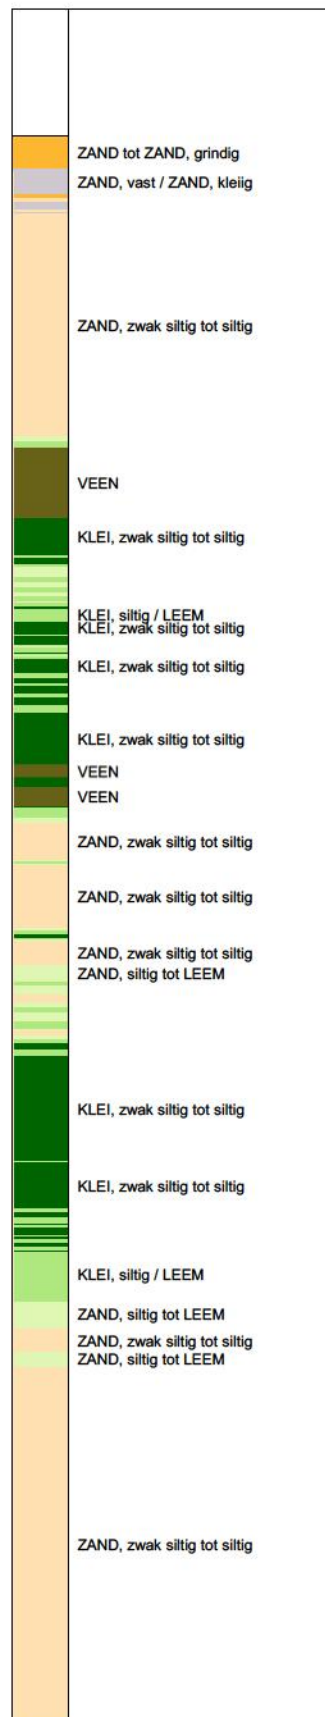 ZAND tot ZAND, grindig
ZAND, vast / ZAND, kleiig
ZAND, zwak siltig tot siltig
VEEN
KLEI, zwak siltig tot siltig
KLEI, siltig / LEEM
KLEI, zwak siltig tot siltig
KLEI, zwak siltig tot siltig
KLEI, zwak siltig tot siltig
VEEN
VEEN
ZAND, zwak siltig tot siltig
ZAND, zwak siltig tot siltig
ZAND, zwak siltig tot siltig
ZAND, siltig tot LEEM
KLEI, zwak siltig tot siltig
KLEI, zwak siltig tot siltig
KLEI, siltig / LEEM
ZAND, siltig tot LEEM
ZAND, zwak siltig tot siltig
ZAND, siltig tot LEEM
ZAND, zwak siltig tot siltig